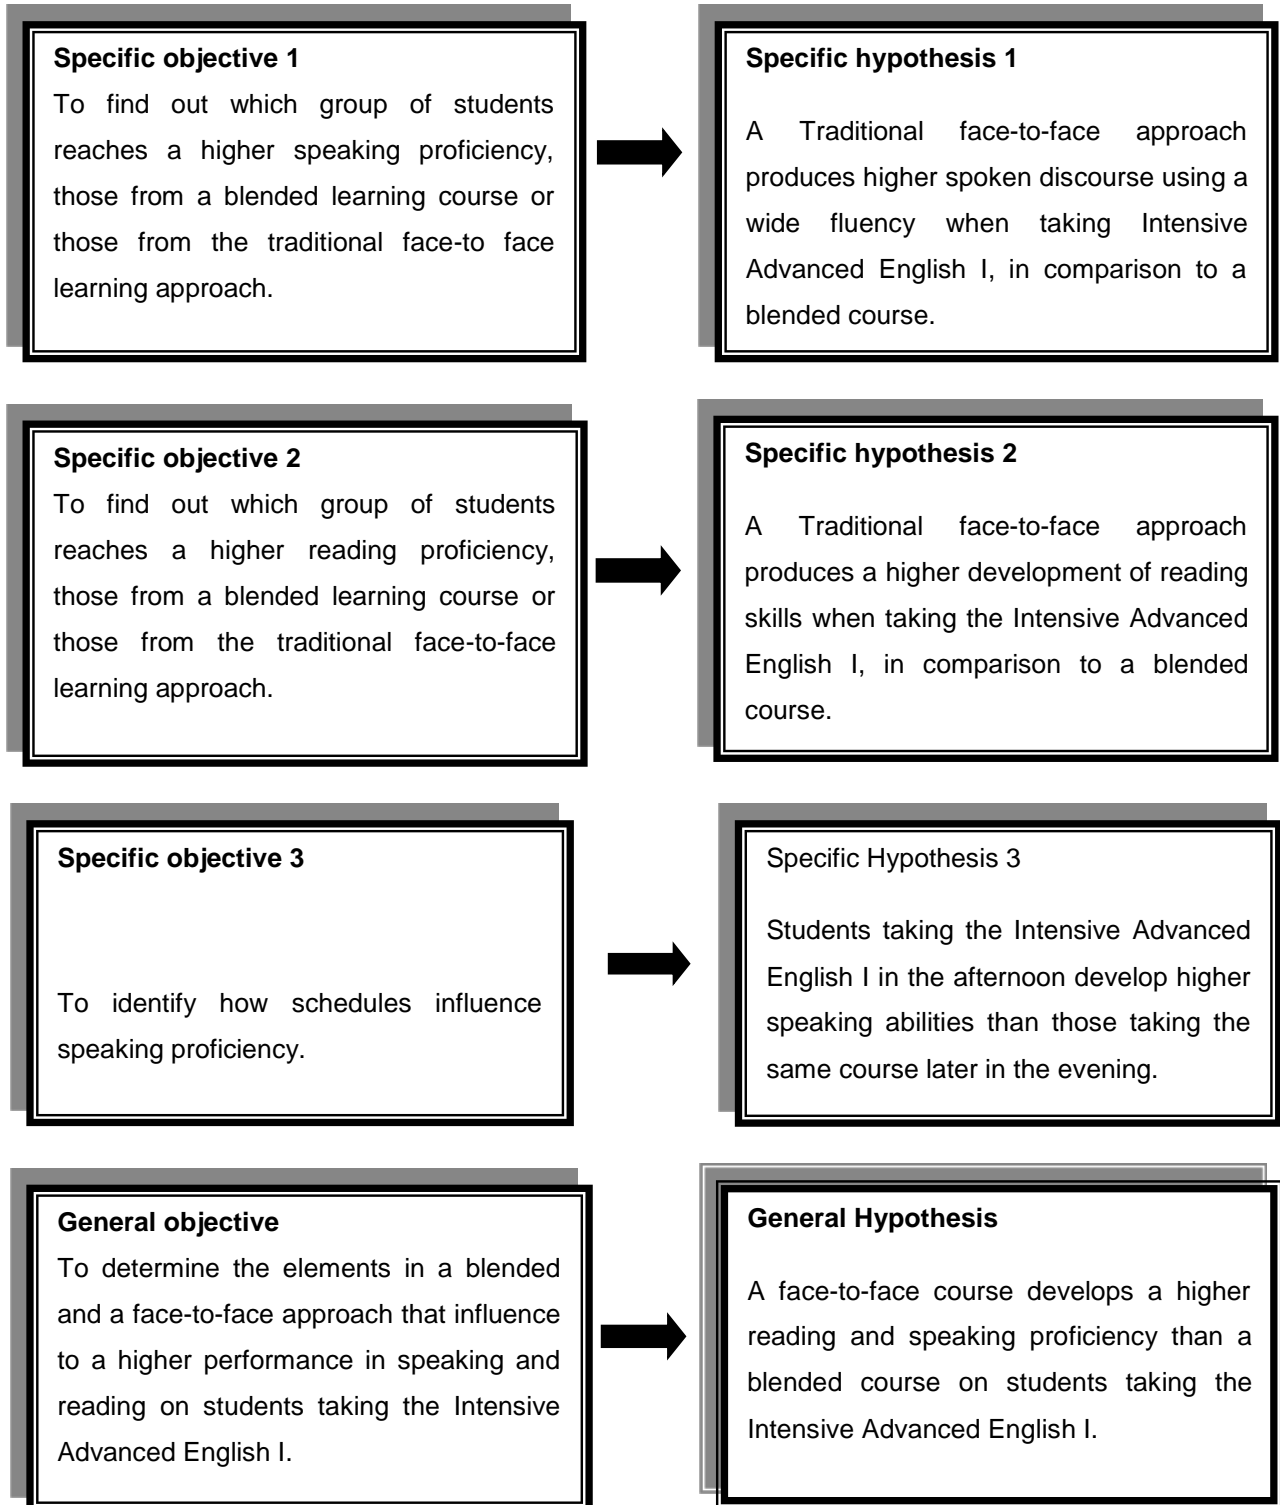 Specific objective 1
To find out which group of students
reaches a higher speaking proficiency,
those from a blended learning course or
those from the traditional face-to face
learning approach.
Specific hypothesis 1
A Traditional face-to-face approach
produces higher spoken discourse using a
wide fluency when taking Intensive
Advanced English I, in comparison to a
blended course.
Specific objective 2
To find out which group of students
reaches a higher reading proficiency,
those from a blended learning course or
those from the traditional face-to-face
learning approach.
Specific hypothesis 2
A Traditional face-to-face approach
produces a higher development of reading
skills when taking the Intensive Advanced
English I, in comparison to a blended
course.
Specific objective 3
To identify how schedules influence
speaking proficiency.
Specific Hypothesis 3
Students taking the Intensive Advanced
English I in the afternoon develop higher
speaking abilities than those taking the
same course later in the evening.
General objective
To determine the elements in a blended
and a face-to-face approach that influence
to a higher performance in speaking and
reading on students taking the Intensive
Advanced English I.
General Hypothesis
A face-to-face course develops a higher
reading and speaking proficiency than a
blended course on students taking the
Intensive Advanced English I.